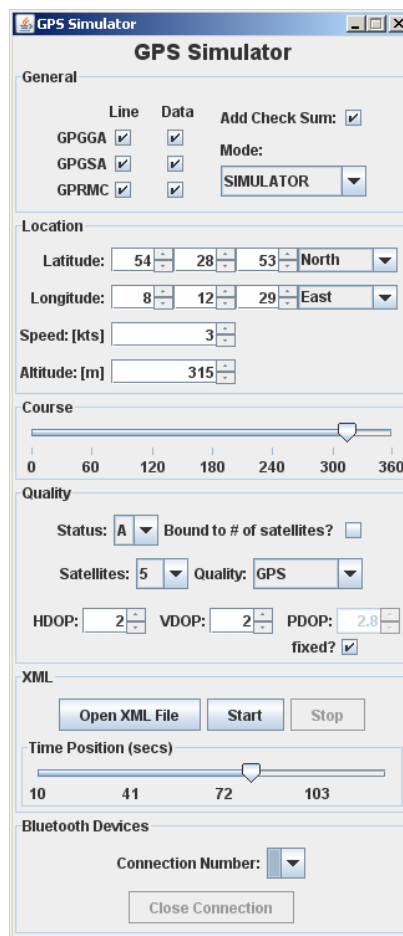 GPS Simulator
GPS Simulator
General
Line Data
GPGGA
GPGSA
GPRMC
Add Check Sum:
Mode:
SIMULATOR
Location
Latitude: 54 28 53 North
Longitude: 8 12 29 East
Speed: [kts] 3
Altitude: [m] 315
Course
0 60 120 180 240 300 360
Quality
Status: A Bound to # of satellites?
Satellites: 5 Quality: GPS
HDOP: 2 VDOP: 2 PDOP: 2.8
fixed?
XML
Open XML File Start Stop
Time Position (secs)
10 41 72 103
Bluetooth Devices
Connection Number:
Close Connection